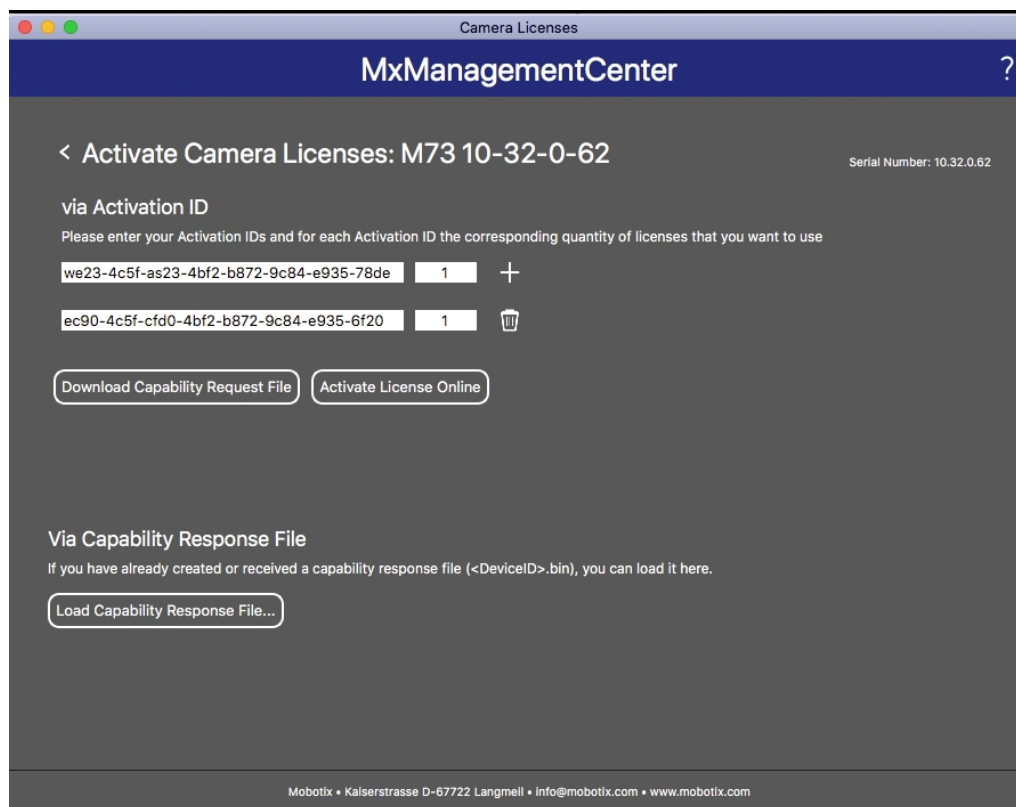 Camera Licenses
MxManagementCenter
?
< Activate Camera Licenses: M73 10-32-0-62
Serial Number: 10.32.0.62
via Activation ID
Please enter your Activation IDs and for each Activation ID the corresponding quantity of licenses that you want to use
we23-4c5f-as23-4bf2-b872-9c84-e935-78de 1 +
ec90-4c5f-cfd0-4bf2-b872-9c84-e935-6f20 1
Download Capability Request File Activate License Online
Via Capability Response File
If you have already created or received a capability response file (<DeviceID>.bin), you can load it here.
Load Capability Response File...
Mobotix • Kaiserstrasse D-67722 Langmeil • info@mobotix.com • www.mobotix.com